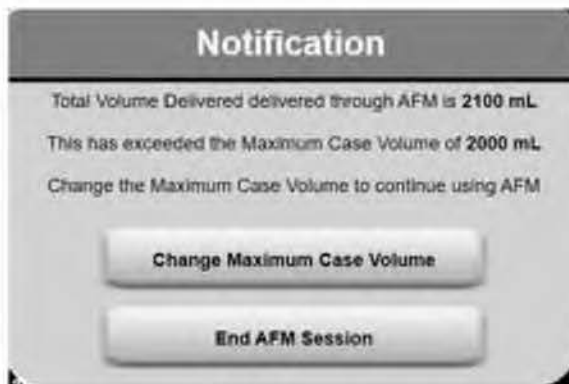 Notification
Total Volume Delivered delivered through AFM is 2100 mL
This has exceeded the Maximum Case Volume of 2000 mL
Change the Maximum Case Volume to continue using AFM
Change Maximum Case Volume
End AFM Session